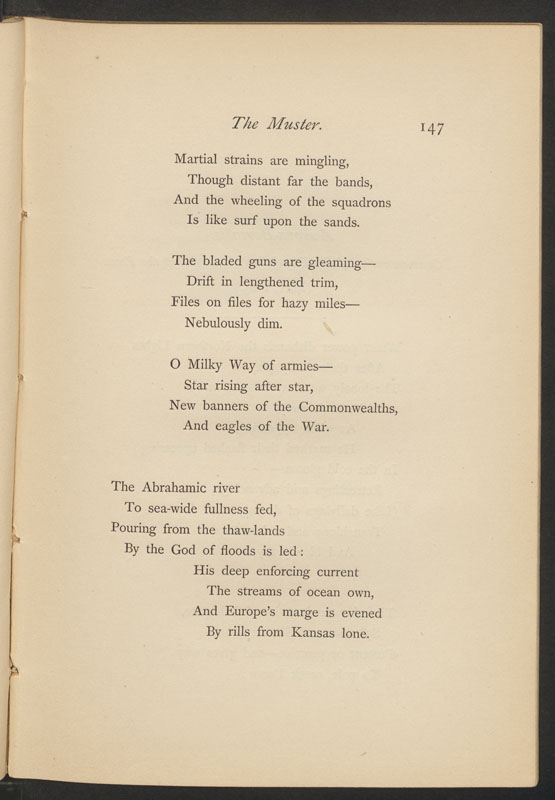 The Muster. 147
Martial strains are mingling,
Though distant far the bands,
And the wheeling of the squadrons
Is like surf upon the sands.
The bladed guns are gleaming—
Drift in lengthened trim,
Files on files for hazy miles—
Nebulously dim.
O Milky Way of armies—
Star rising after star,
New banners of the Commonwealths,
And eagles of the War.
The Abrahamic river
To sea-wide fullness fed,
Pouring from the thaw-lands
By the God of floods is led:
His deep enforcing current
The streams of ocean own,
And Europe's marge is evened
By rills from Kansas lone.